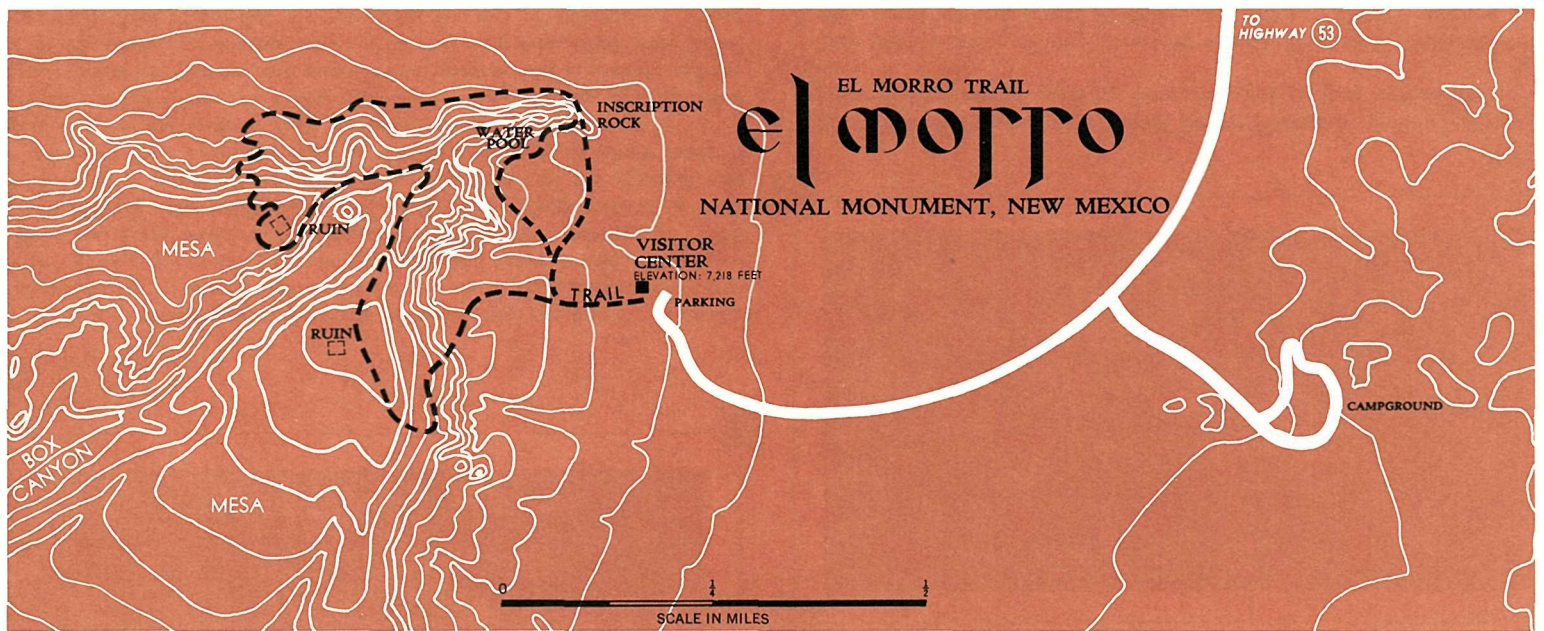 TO
HIGHWAY 53
EL MORRO TRAIL
el morro
NATIONAL MONUMENT, NEW MEXICO
INSCRIPTION
ROCK
WATER
POOL
RUIN
MESA
VISITOR
CENTER
ELEVATION: 7,218 FEET
TRAIL
PARKING
RUIN
CAMPGROUND
BOX
CANYON
MESA
0 1/4 1/2
SCALE IN MILES